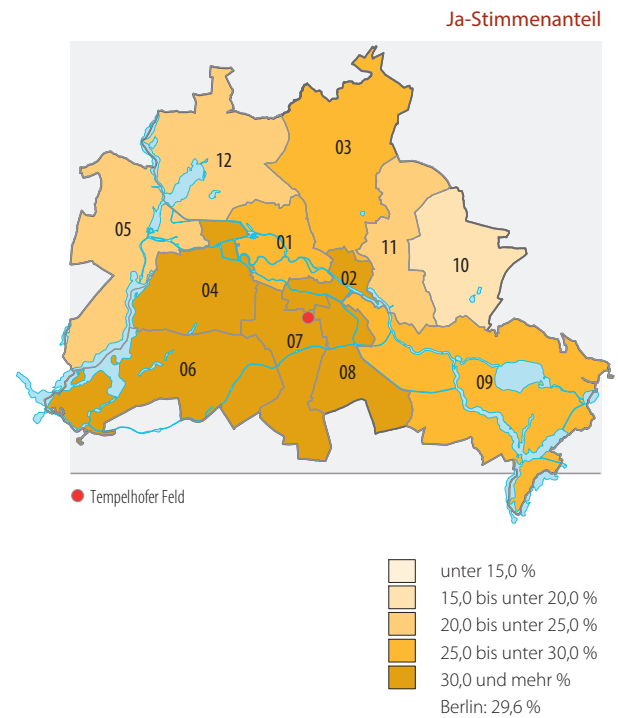 Ja-Stimmenanteil
03
12
05
01
11
10
02
04
07
06
08
09
Tempelhofer Feld
unter 15,0 %
15,0 bis unter 20,0 %
20,0 bis unter 25,0 %
25,0 bis unter 30,0 %
30,0 und mehr %
Berlin: 29,6 %